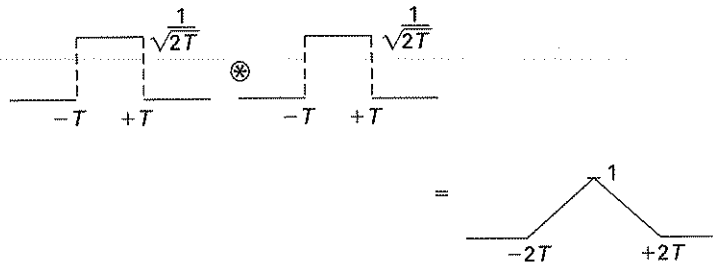 1/√2T 1/√2T
⊛
−T +T −T +T
= 1
−2T +2T